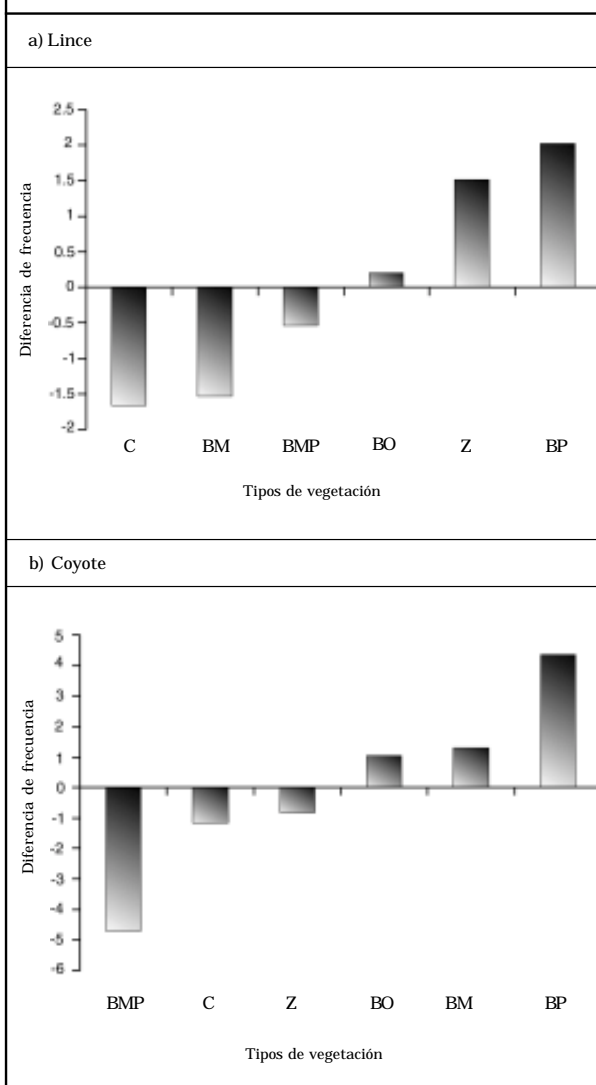 a) Lince
2.5
2
1.5
1
0.5
0
-0.5
-1
-1.5
-2
Diferencia de frecuencia
C BM BMP BO Z BP
Tipos de vegetación
b) Coyote
5
4
3
2
1
0
-1
-2
-3
-4
-5
-6
Diferencia de frecuencia
BMP C Z BO BM BP
Tipos de vegetación